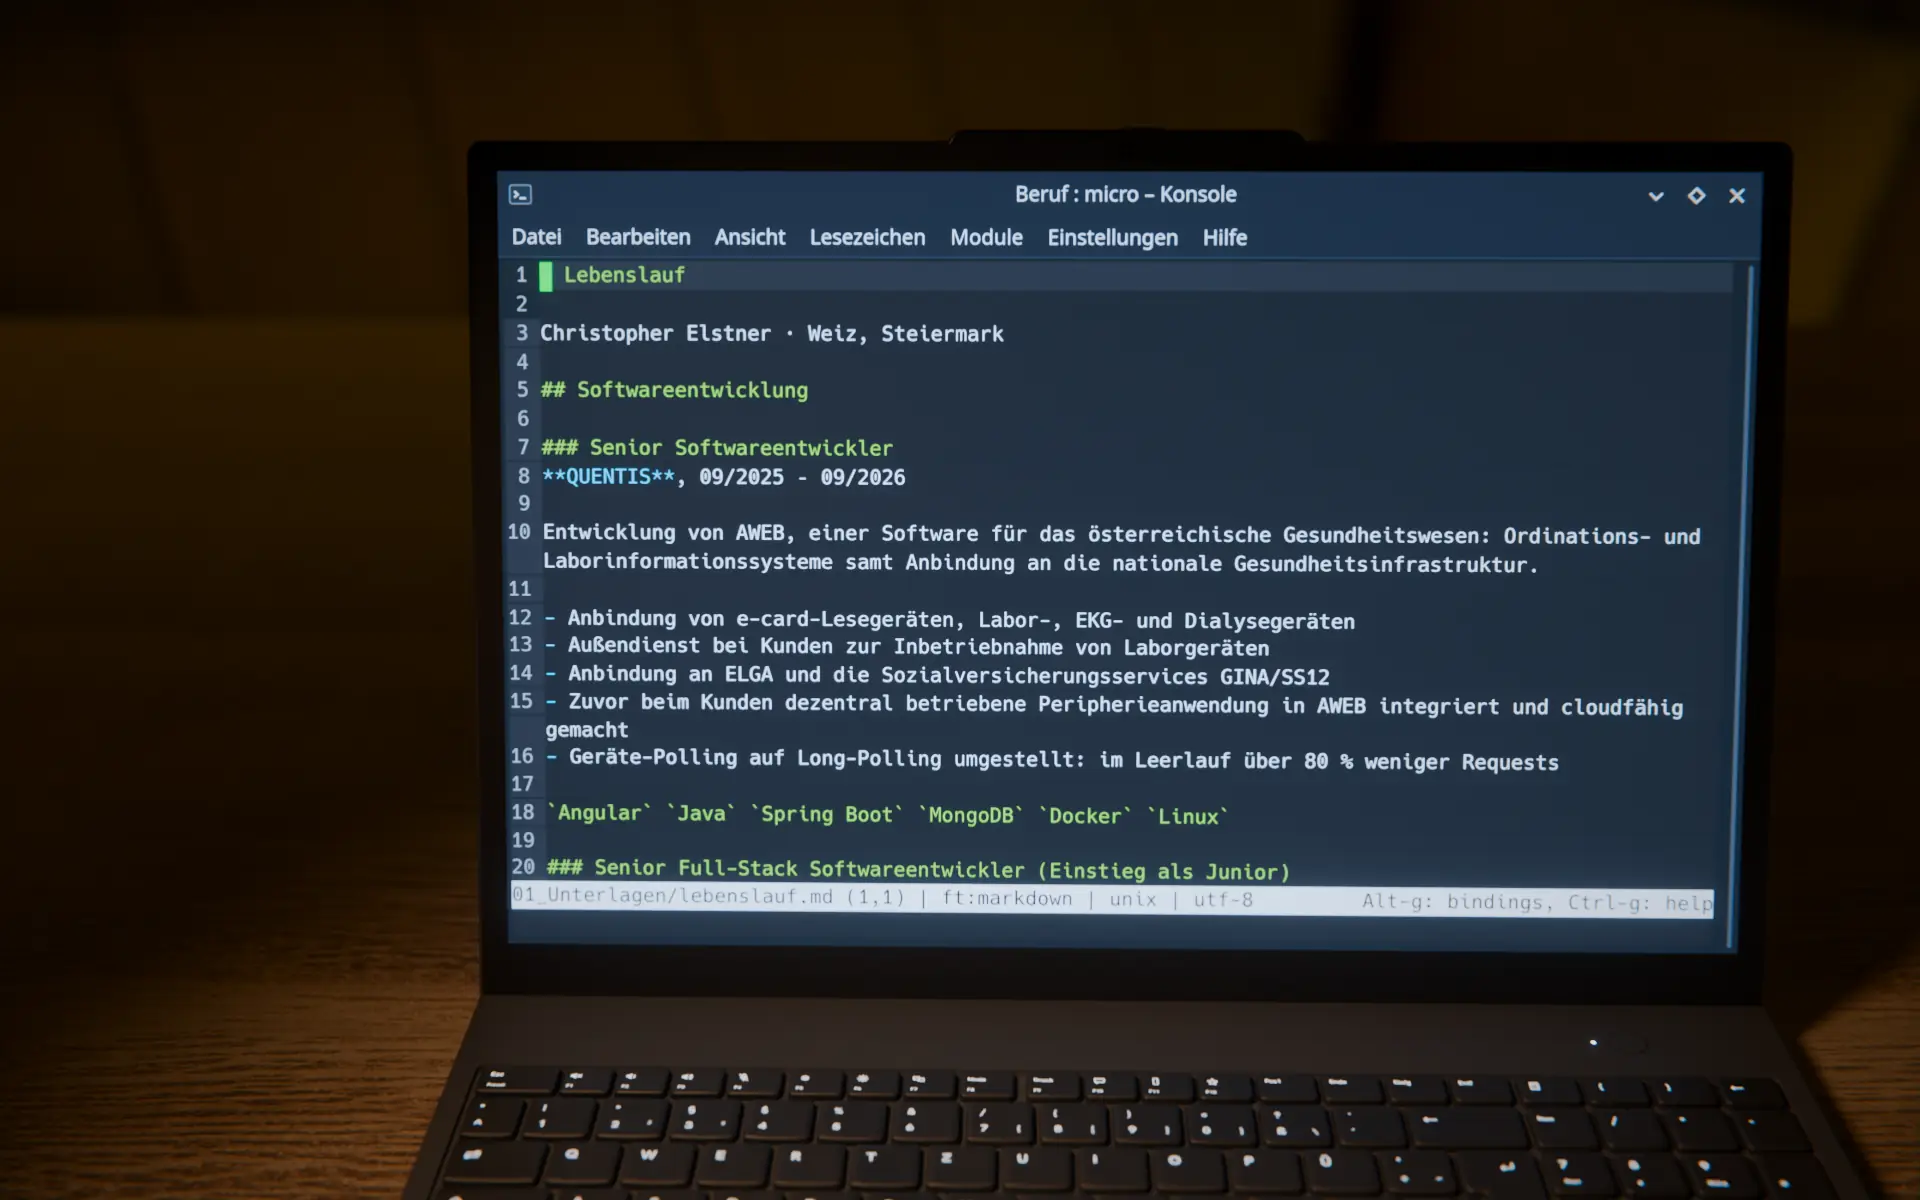 Beruf : micro – Konsole
Datei Bearbeiten Ansicht Lesezeichen Module Einstellungen Hilfe
1 Lebenslauf
2
3 Christopher Elstner · Weiz, Steiermark
4
5 ## Softwareentwicklung
6
7 ### Senior Softwareentwickler
8 **QUENTIS**, 09/2025 - 09/2026
9
10 Entwicklung von AWEB, einer Software für das österreichische Gesundheitswesen: Ordinations- und
Laborinformationssysteme samt Anbindung an die nationale Gesundheitsinfrastruktur.
11
12 - Anbindung von e-card-Lesegeräten, Labor-, EKG- und Dialysegeräten
13 - Außendienst bei Kunden zur Inbetriebnahme von Laborgeräten
14 - Anbindung an ELGA und die Sozialversicherungsservices GINA/SS12
15 - Zuvor beim Kunden dezentral betriebene Peripherieanwendung in AWEB integriert und cloudfähig
gemacht
16 - Geräte-Polling auf Long-Polling umgestellt: im Leerlauf über 80 % weniger Requests
17
18 `Angular` `Java` `Spring Boot` `MongoDB` `Docker` `Linux`
19
20 ### Senior Full-Stack Softwareentwickler (Einstieg als Junior)
01_Unterlagen/lebenslauf.md (1,1) | ft:markdown | unix | utf-8 Alt-g: bindings, Ctrl-g: help
Q W E R T Z U I O P Ü